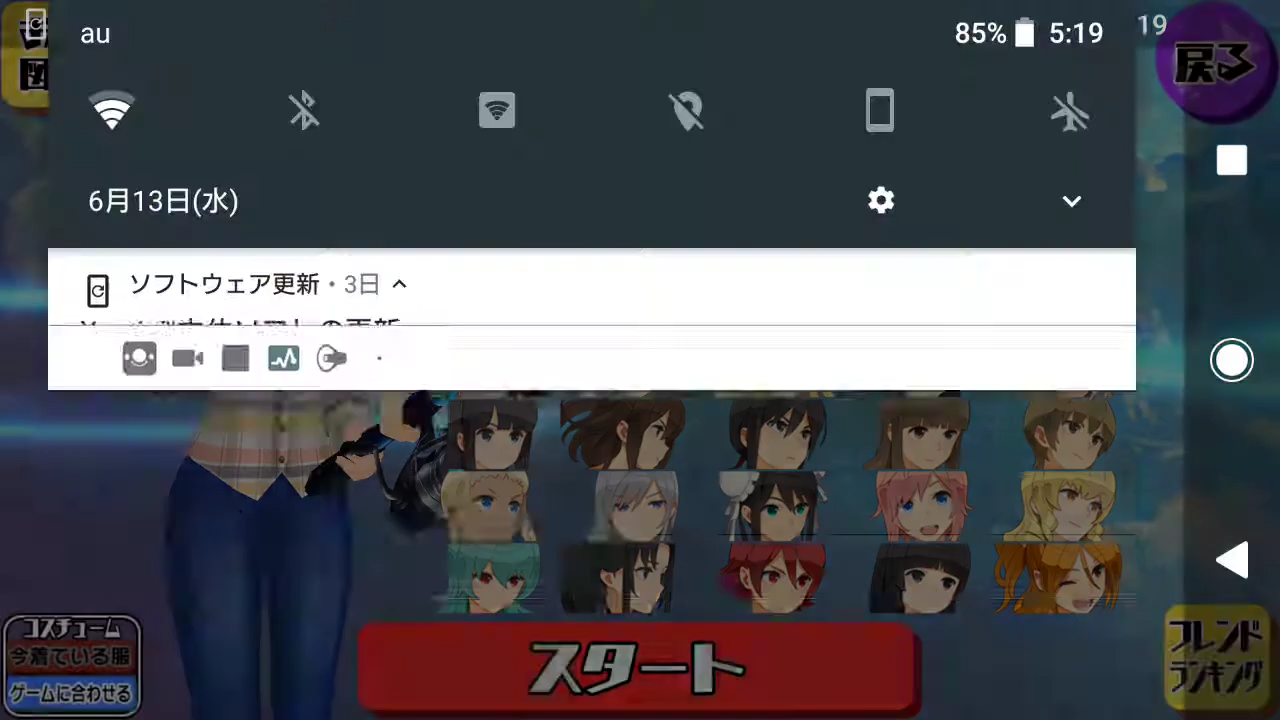 au
85%
5:19
19
戻る
6月13日(水)
ソフトウェア更新・3日
コスチューム
今着ている服
ゲームに合わせる
スタート
フレンド
ランキング